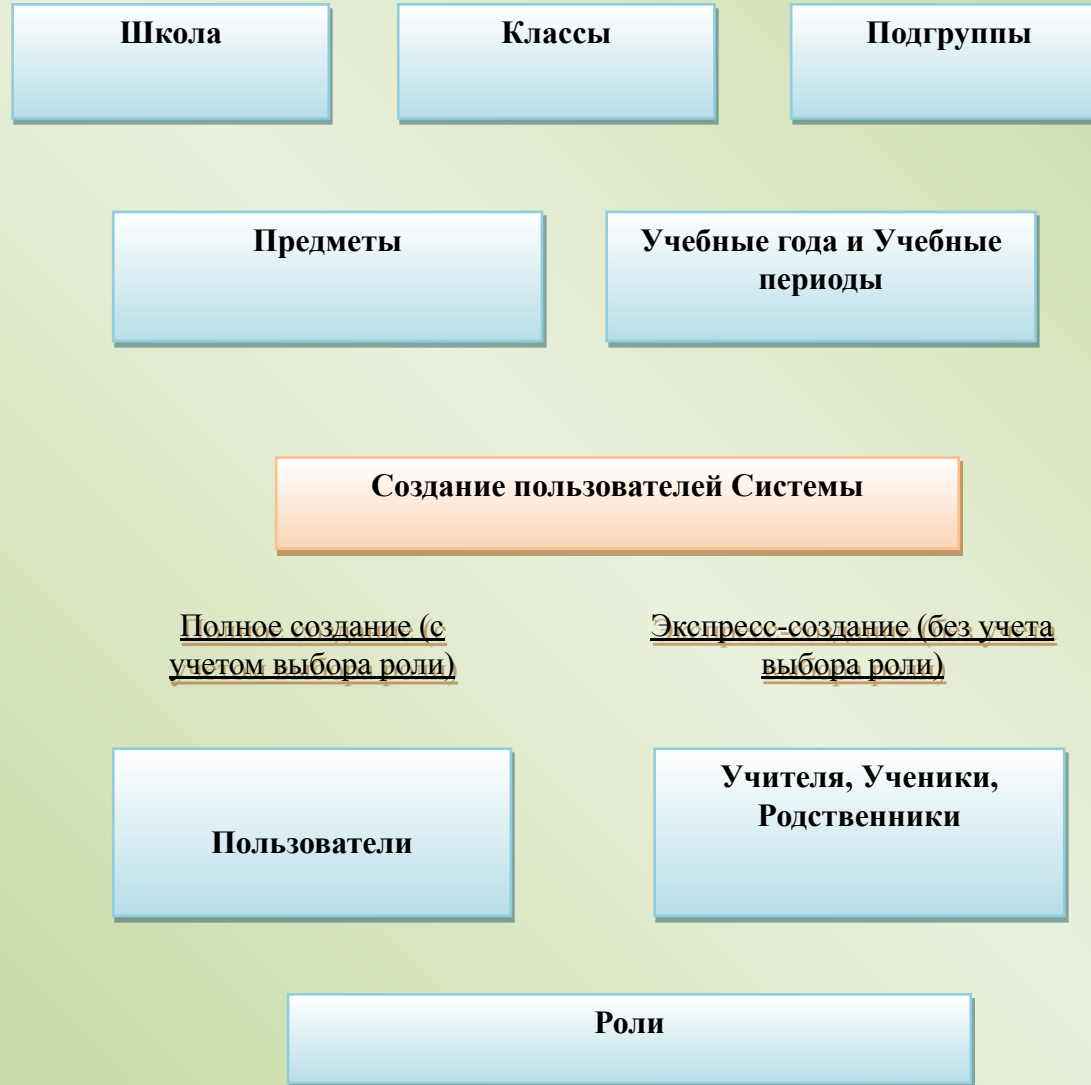 Школа
Классы
Подгруппы
Предметы
Учебные года и Учебные
периоды
Создание пользователей Системы
Полное создание (с
учетом выбора роли)
Экспресс-создание (без учета
выбора роли)
Пользователи
Учителя, Ученики,
Родственники
Роли